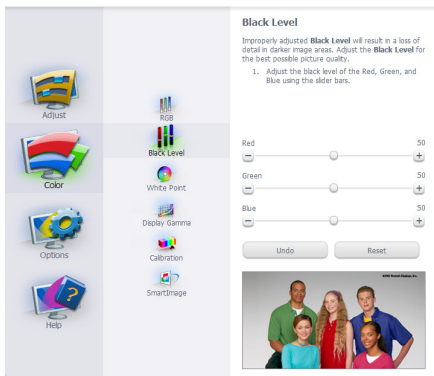 Black Level
Improperly adjusted Black Level will result in a loss of
detail in darker image areas. Adjust the Black Level for
the best possible picture quality.
1. Adjust the black level of the Red, Green, and
Blue using the slider bars.
Adjust
Color
Options
Help
RGB
Black Level
White Point
Display Gamma
Calibration
SmartImage
Red 50
Green 50
Blue 50
Undo Reset